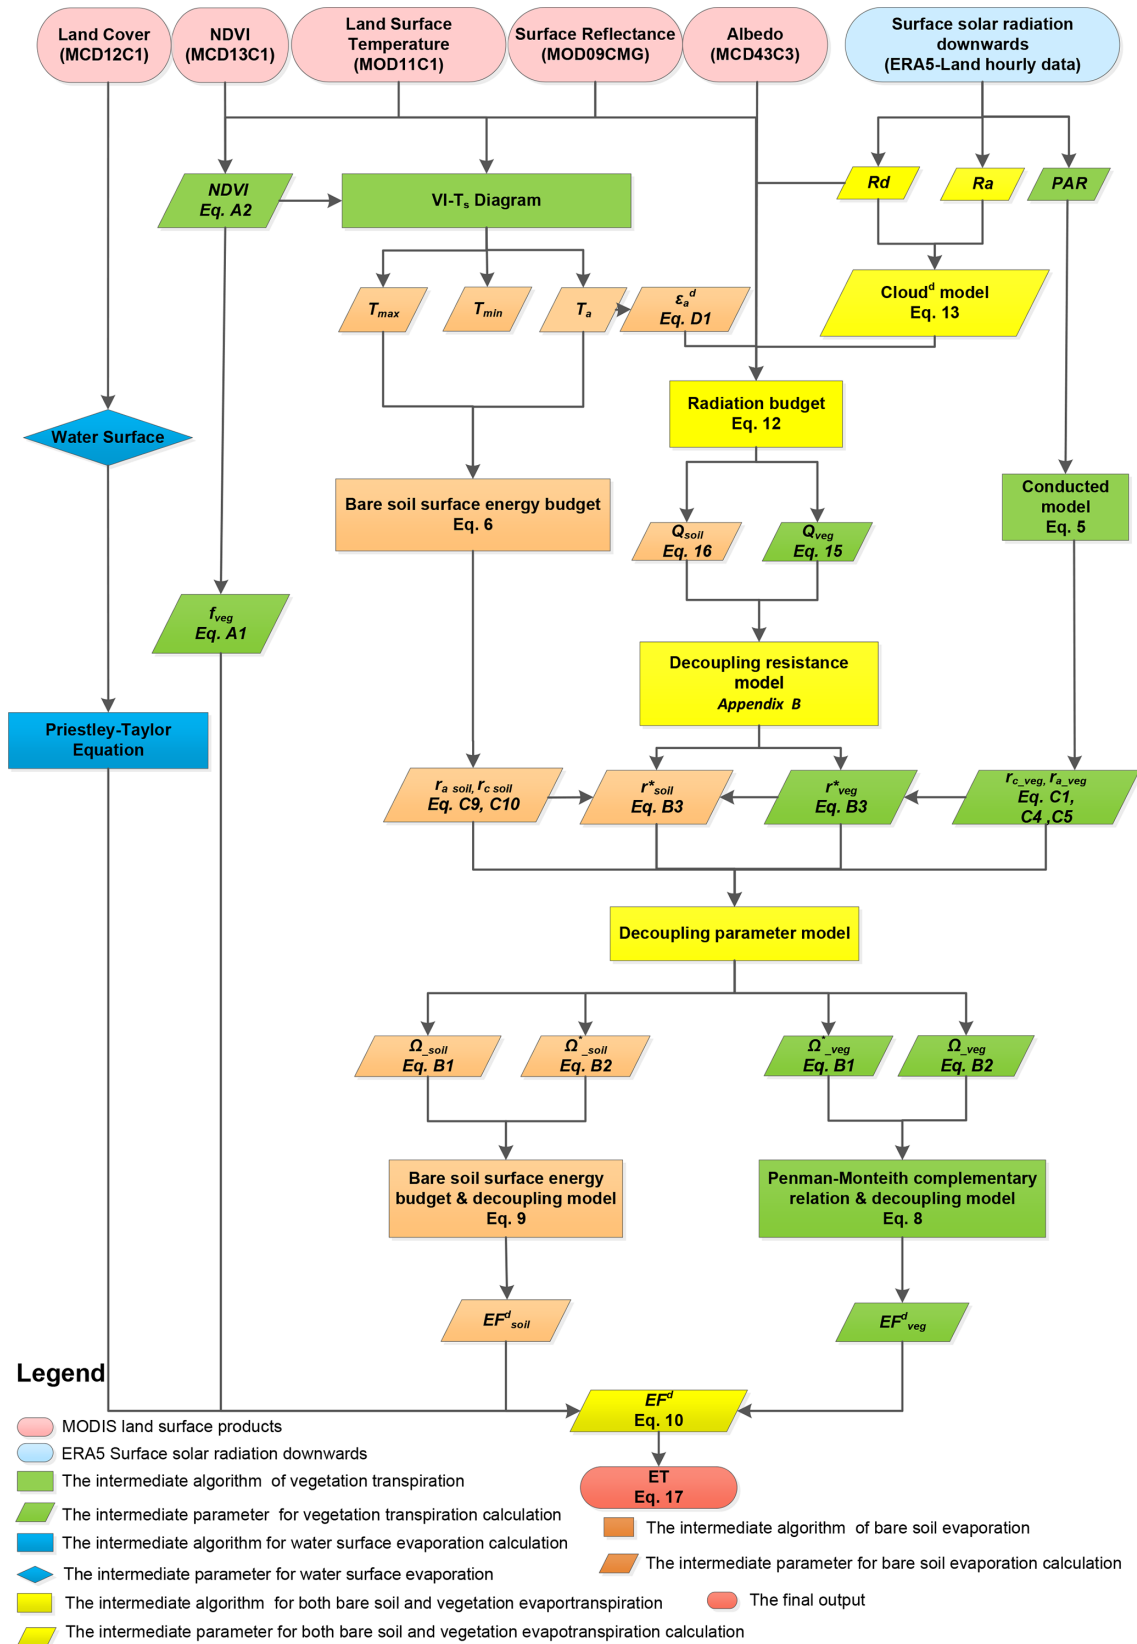 Land Cover
(MCD12C1)
NDVI
(MCD13C1)
Land Surface
Temperature
(MOD11C1)
Surface Reflectance
(MOD09CMG)
Albedo
(MCD43C3)
Surface solar radiation
downwards
(ERA5-Land hourly data)
NDVI
Eq. A2
VI-Ts Diagram
Rd
Ra
PAR
Tmax
Tmin
Ta
εa d
Eq. D1
Cloud d model
Eq. 13
Water Surface
Radiation budget
Eq. 12
Bare soil surface energy budget
Eq. 6
Conducted
model
Eq. 5
Qsoil
Eq. 16
Qveg
Eq. 15
fveg
Eq. A1
Decoupling resistance
model
Appendix B
Priestley-Taylor
Equation
ra soil, rc soil
Eq. C9, C10
r*soil
Eq. B3
r*veg
Eq. B3
rc_veg, ra_veg
Eq. C1,
C4 ,C5
Decoupling parameter model
Ω_soil
Eq. B1
Ω*_soil
Eq. B2
Ω*_veg
Eq. B1
Ω_veg
Eq. B2
Bare soil surface energy
budget & decoupling model
Eq. 9
Penman-Monteith complementary
relation & decoupling model
Eq. 8
EFd soil
EFd veg
EFd
Eq. 10
ET
Eq. 17
Legend
MODIS land surface products
ERA5 Surface solar radiation downwards
The intermediate algorithm of vegetation transpiration
The intermediate parameter for vegetation transpiration calculation
The intermediate algorithm for water surface evaporation calculation
The intermediate parameter for water surface evaporation
The intermediate algorithm for both bare soil and vegetation evaportranspiration
The intermediate parameter for both bare soil and vegetation evapotranspiration calculation
The intermediate algorithm of bare soil evaporation
The intermediate parameter for bare soil evaporation calculation
The final output